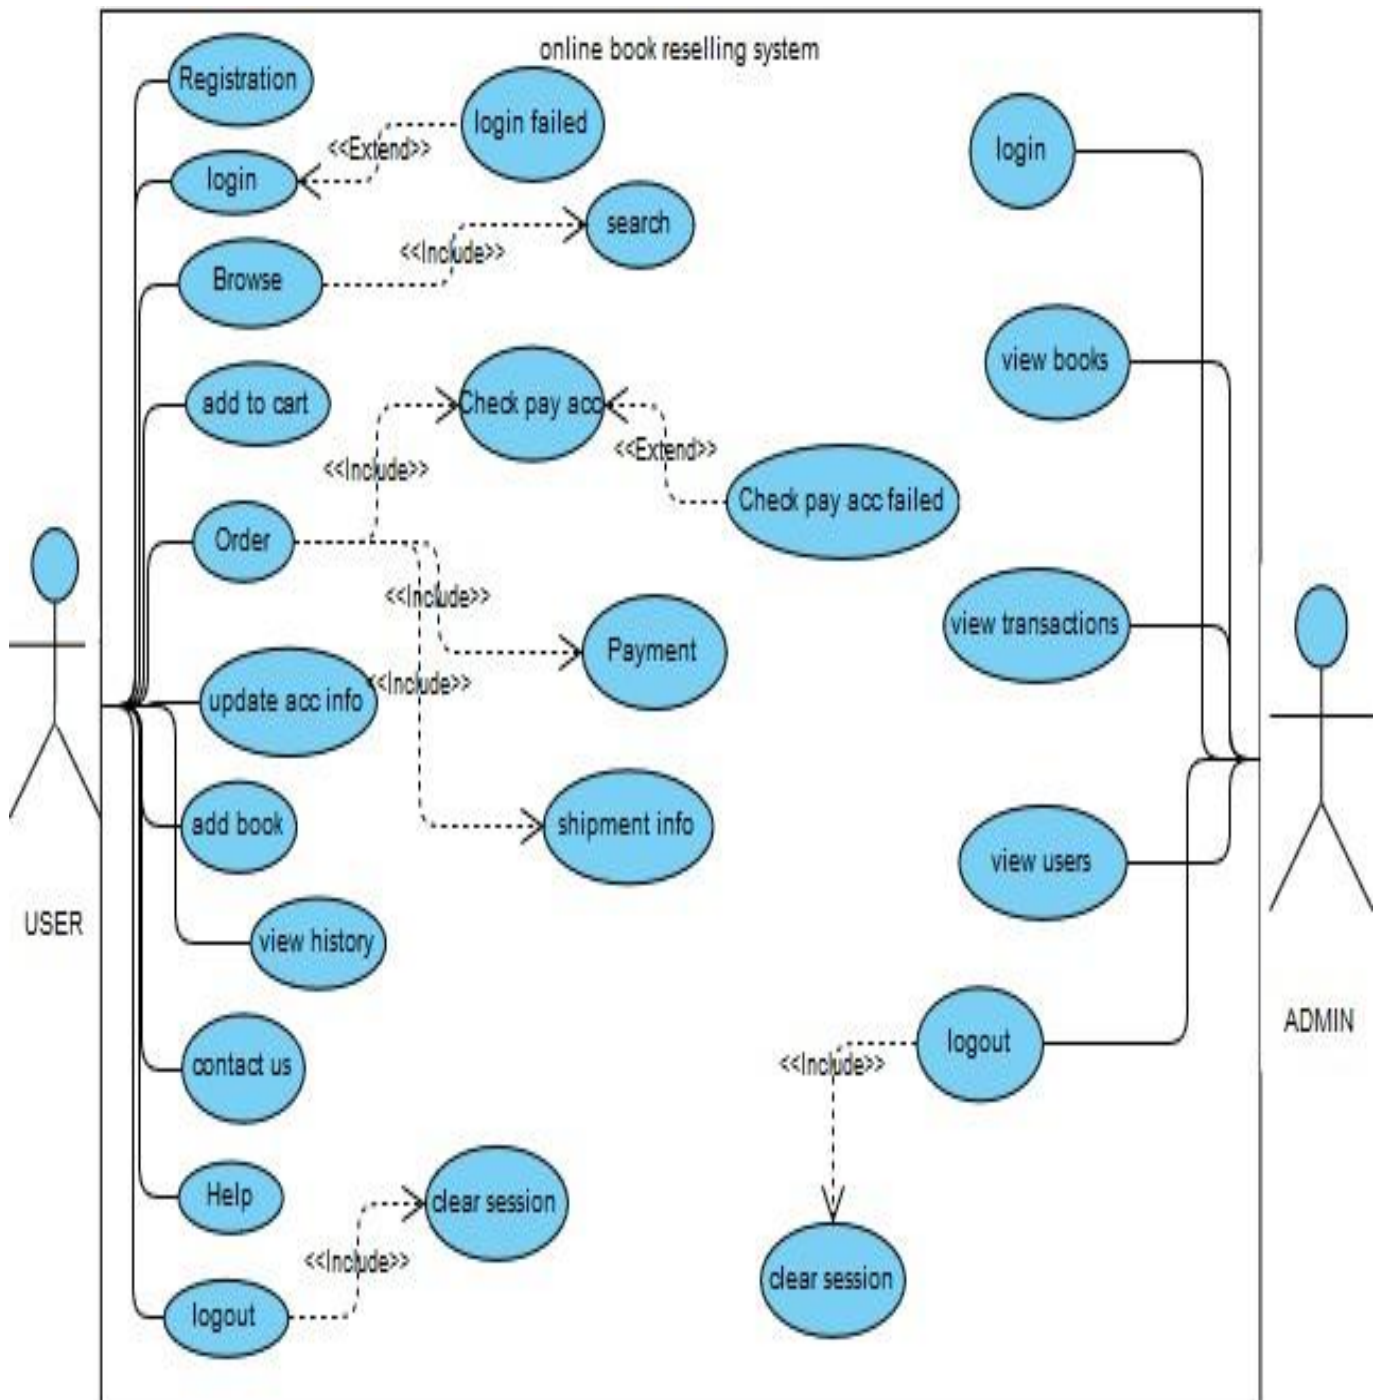 online book reselling system
Registration
login failed
<<Extend>>
login
login
search
<<Include>>
Browse
view books
add to cart
Check pay acc
<<Extend>>
<<Include>>
Check pay acc failed
Order
<<Include>>
view transactions
Payment
<<Include>>
update acc info
add book
shipment info
view users
USER
view history
ADMIN
logout
contact us
<<Include>>
Help
clear session
<<Include>>
clear session
logout